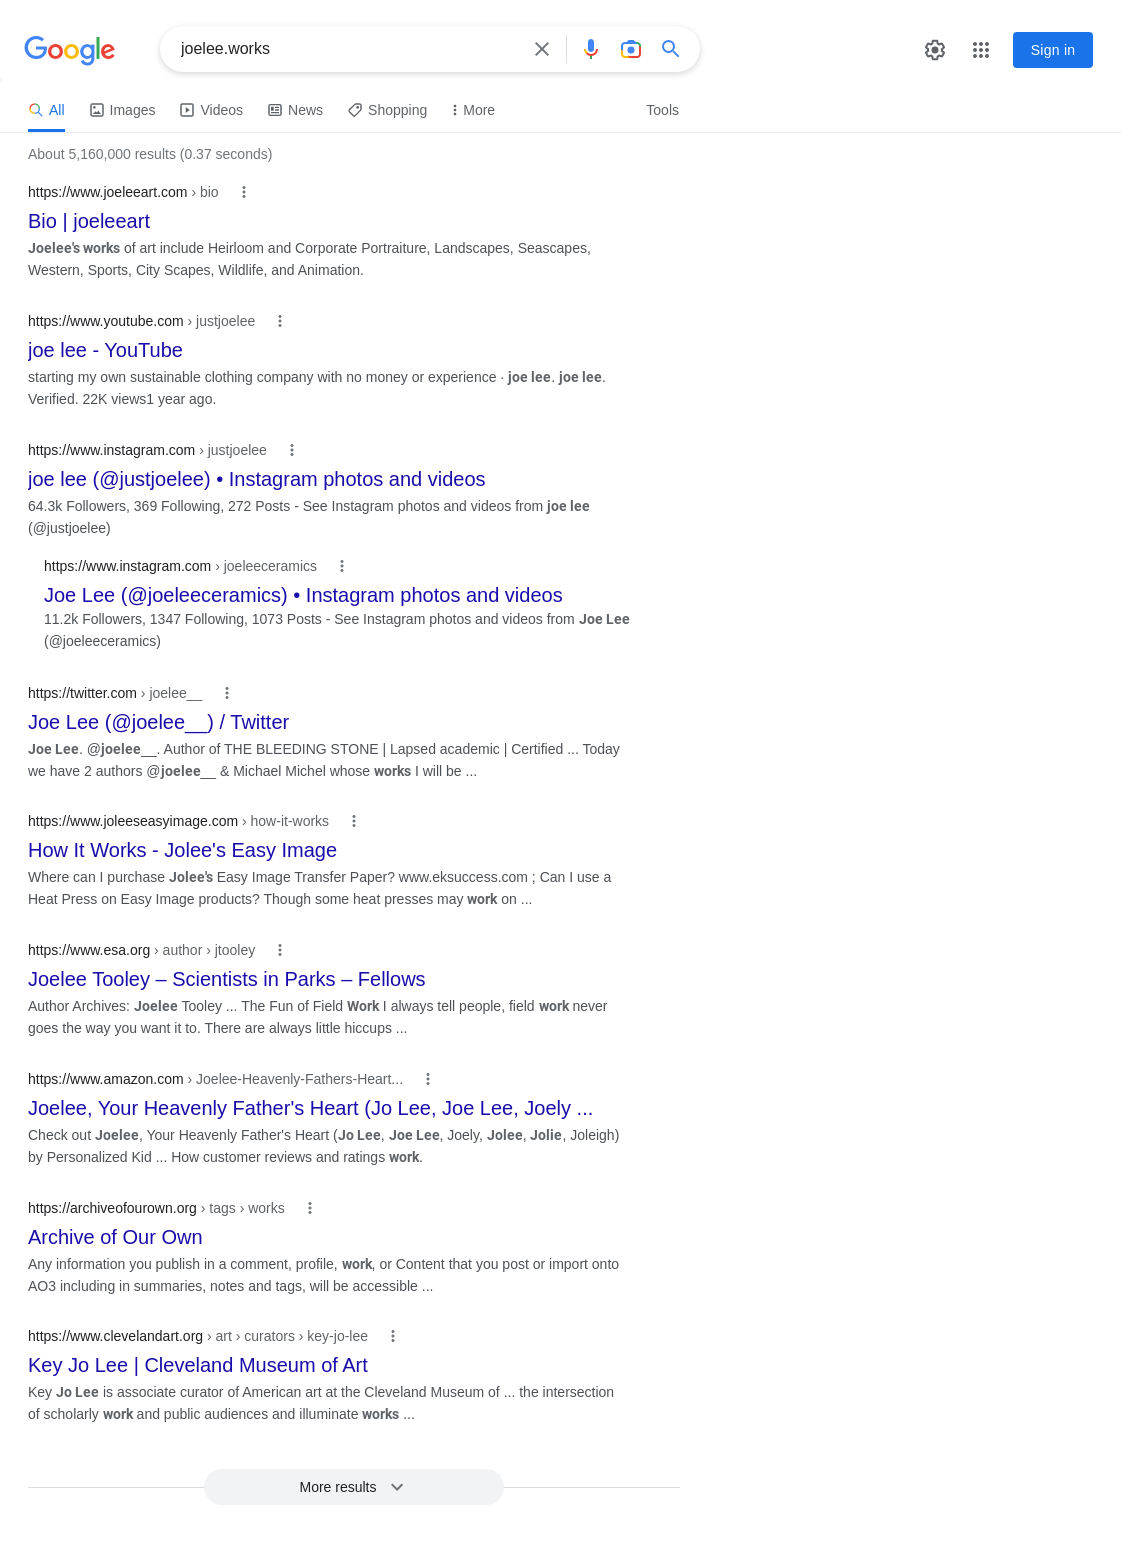 Google
joelee.works
Sign in
All
Images
Videos
News
Shopping
More
Tools
About 5,160,000 results (0.37 seconds)
https://www.joeleeart.com › bio
Bio | joeleeart
Joelee's works of art include Heirloom and Corporate Portraiture, Landscapes, Seascapes,
Western, Sports, City Scapes, Wildlife, and Animation.
https://www.youtube.com › justjoelee
joe lee - YouTube
starting my own sustainable clothing company with no money or experience · joe lee. joe lee.
Verified. 22K views1 year ago.
https://www.instagram.com › justjoelee
joe lee (@justjoelee) • Instagram photos and videos
64.3k Followers, 369 Following, 272 Posts - See Instagram photos and videos from joe lee
(@justjoelee)
https://www.instagram.com › joeleeceramics
Joe Lee (@joeleeceramics) • Instagram photos and videos
11.2k Followers, 1347 Following, 1073 Posts - See Instagram photos and videos from Joe Lee
(@joeleeceramics)
https://twitter.com › joelee__
Joe Lee (@joelee__) / Twitter
Joe Lee. @joelee__. Author of THE BLEEDING STONE | Lapsed academic | Certified ... Today
we have 2 authors @joelee__ & Michael Michel whose works I will be ...
https://www.joleeseasyimage.com › how-it-works
How It Works - Jolee's Easy Image
Where can I purchase Jolee's Easy Image Transfer Paper? www.eksuccess.com ; Can I use a
Heat Press on Easy Image products? Though some heat presses may work on ...
https://www.esa.org › author › jtooley
Joelee Tooley – Scientists in Parks – Fellows
Author Archives: Joelee Tooley ... The Fun of Field Work I always tell people, field work never
goes the way you want it to. There are always little hiccups ...
https://www.amazon.com › Joelee-Heavenly-Fathers-Heart...
Joelee, Your Heavenly Father's Heart (Jo Lee, Joe Lee, Joely ...
Check out Joelee, Your Heavenly Father's Heart (Jo Lee, Joe Lee, Joely, Jolee, Jolie, Joleigh)
by Personalized Kid ... How customer reviews and ratings work.
https://archiveofourown.org › tags › works
Archive of Our Own
Any information you publish in a comment, profile, work, or Content that you post or import onto
AO3 including in summaries, notes and tags, will be accessible ...
https://www.clevelandart.org › art › curators › key-jo-lee
Key Jo Lee | Cleveland Museum of Art
Key Jo Lee is associate curator of American art at the Cleveland Museum of ... the intersection
of scholarly work and public audiences and illuminate works ...
More results